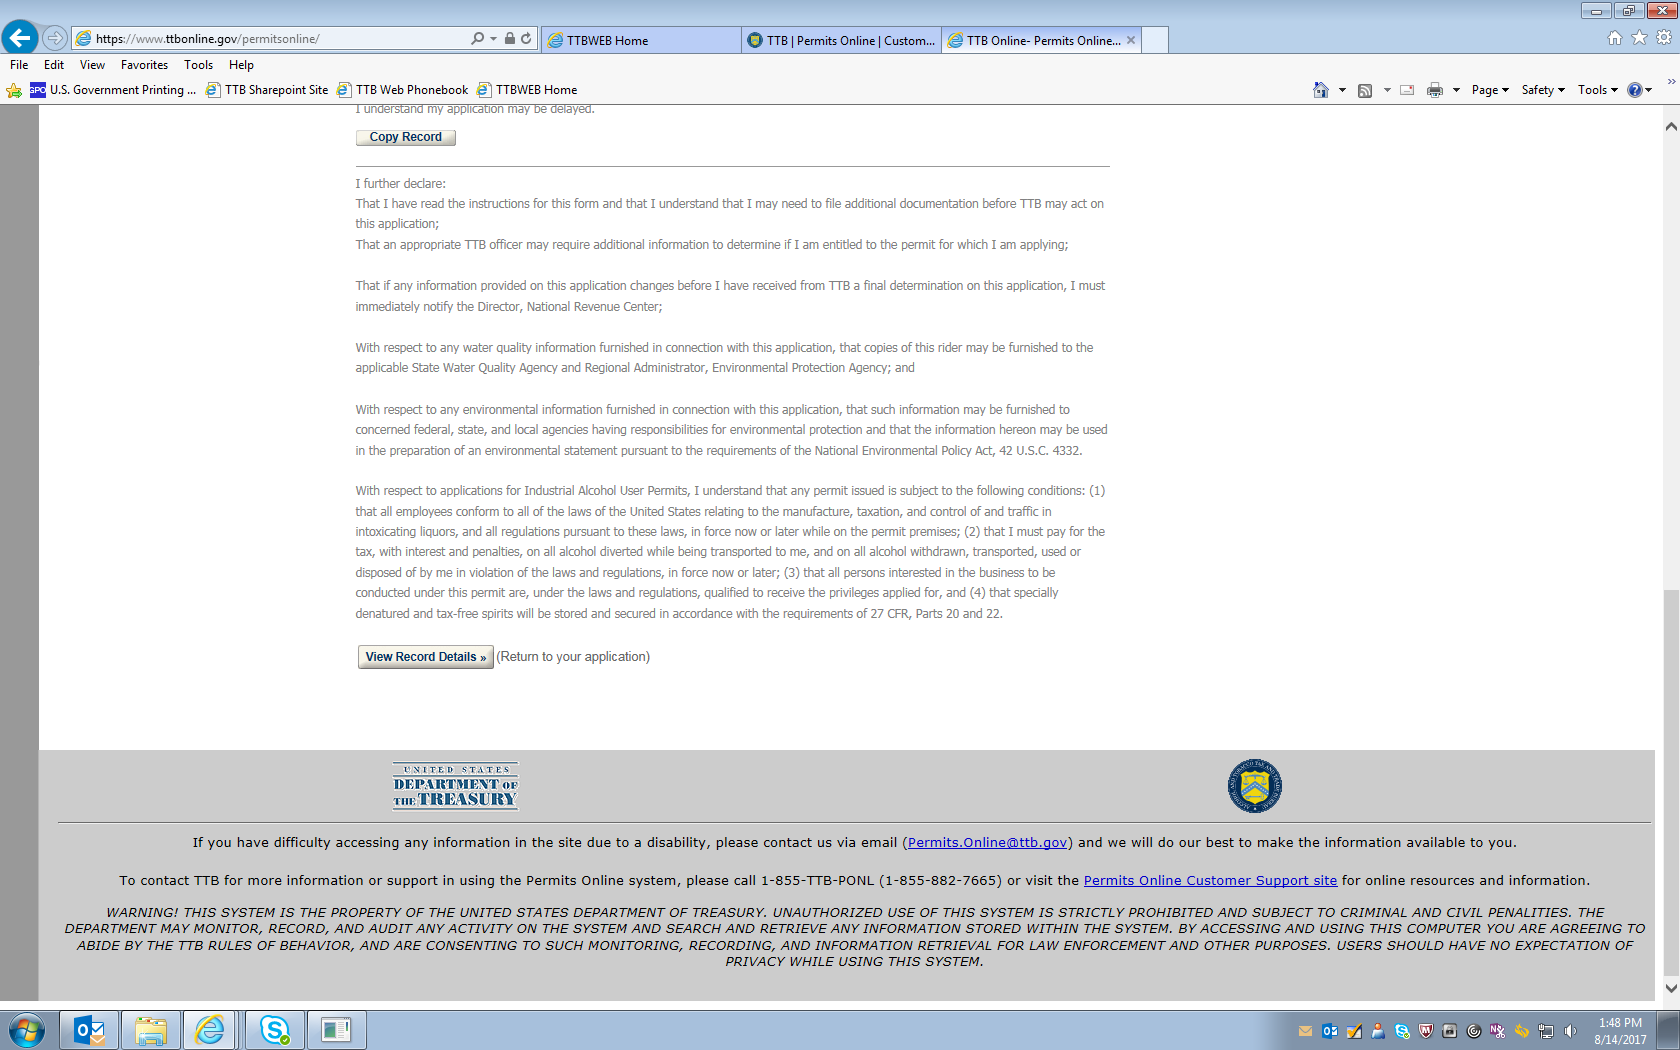 https://www.ttbonline.gov/permitsonline/
TTBWEB Home
TTB | Permits Online | Custom...
TTB Online- Permits Online...
File Edit View Favorites Tools Help
GPO U.S. Government Printing ... TTB Sharepoint Site TTB Web Phonebook TTBWEB Home
Page Safety Tools
I understand my application may be delayed.
Copy Record
I further declare:
That I have read the instructions for this form and that I understand that I may need to file additional documentation before TTB may act on
this application;
That an appropriate TTB officer may require additional information to determine if I am entitled to the permit for which I am applying;
That if any information provided on this application changes before I have received from TTB a final determination on this application, I must
immediately notify the Director, National Revenue Center;
With respect to any water quality information furnished in connection with this application, that copies of this rider may be furnished to the
applicable State Water Quality Agency and Regional Administrator, Environmental Protection Agency; and
With respect to any environmental information furnished in connection with this application, that such information may be furnished to
concerned federal, state, and local agencies having responsibilities for environmental protection and that the information hereon may be used
in the preparation of an environmental statement pursuant to the requirements of the National Environmental Policy Act, 42 U.S.C. 4332.
With respect to applications for Industrial Alcohol User Permits, I understand that any permit issued is subject to the following conditions: (1)
that all employees conform to all of the laws of the United States relating to the manufacture, taxation, and control of and traffic in
intoxicating liquors, and all regulations pursuant to these laws, in force now or later while on the permit premises; (2) that I must pay for the
tax, with interest and penalties, on all alcohol diverted while being transported to me, and on all alcohol withdrawn, transported, used or
disposed of by me in violation of the laws and regulations, in force now or later; (3) that all persons interested in the business to be
conducted under this permit are, under the laws and regulations, qualified to receive the privileges applied for, and (4) that specially
denatured and tax-free spirits will be stored and secured in accordance with the requirements of 27 CFR, Parts 20 and 22.
View Record Details » (Return to your application)
UNITED STATES
DEPARTMENT OF
THE TREASURY
If you have difficulty accessing any information in the site due to a disability, please contact us via email (Permits.Online@ttb.gov) and we will do our best to make the information available to you.
To contact TTB for more information or support in using the Permits Online system, please call 1-855-TTB-PONL (1-855-882-7665) or visit the Permits Online Customer Support site for online resources and information.
WARNING! THIS SYSTEM IS THE PROPERTY OF THE UNITED STATES DEPARTMENT OF TREASURY. UNAUTHORIZED USE OF THIS SYSTEM IS STRICTLY PROHIBITED AND SUBJECT TO CRIMINAL AND CIVIL PENALITIES. THE
DEPARTMENT MAY MONITOR, RECORD, AND AUDIT ANY ACTIVITY ON THE SYSTEM AND SEARCH AND RETRIEVE ANY INFORMATION STORED WITHIN THE SYSTEM. BY ACCESSING AND USING THIS COMPUTER YOU ARE AGREEING TO
ABIDE BY THE TTB RULES OF BEHAVIOR, AND ARE CONSENTING TO SUCH MONITORING, RECORDING, AND INFORMATION RETRIEVAL FOR LAW ENFORCEMENT AND OTHER PURPOSES. USERS SHOULD HAVE NO EXPECTATION OF
PRIVACY WHILE USING THIS SYSTEM.
1:48 PM
8/14/2017